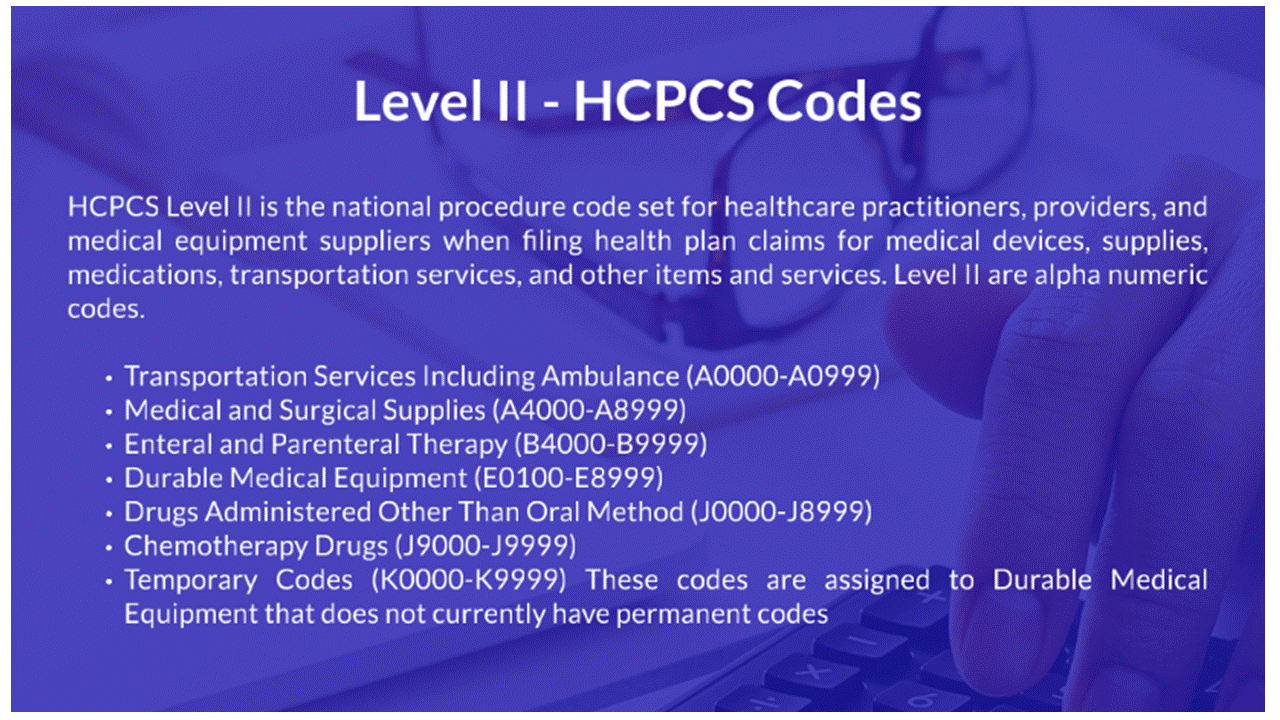 Level II - HCPCS Codes
HCPCS Level II is the national procedure code set for healthcare practitioners, providers, and
medical equipment suppliers when filing health plan claims for medical devices, supplies,
medications, transportation services, and other items and services. Level II are alpha numeric
codes.
• Transportation Services Including Ambulance (A0000-A0999)
• Medical and Surgical Supplies (A4000-A8999)
• Enteral and Parenteral Therapy (B4000-B9999)
• Durable Medical Equipment (E0100-E8999)
• Drugs Administered Other Than Oral Method (J0000-J8999)
• Chemotherapy Drugs (J9000-J9999)
• Temporary Codes (K0000-K9999) These codes are assigned to Durable Medical
Equipment that does not currently have permanent codes
+
−
×
÷
6